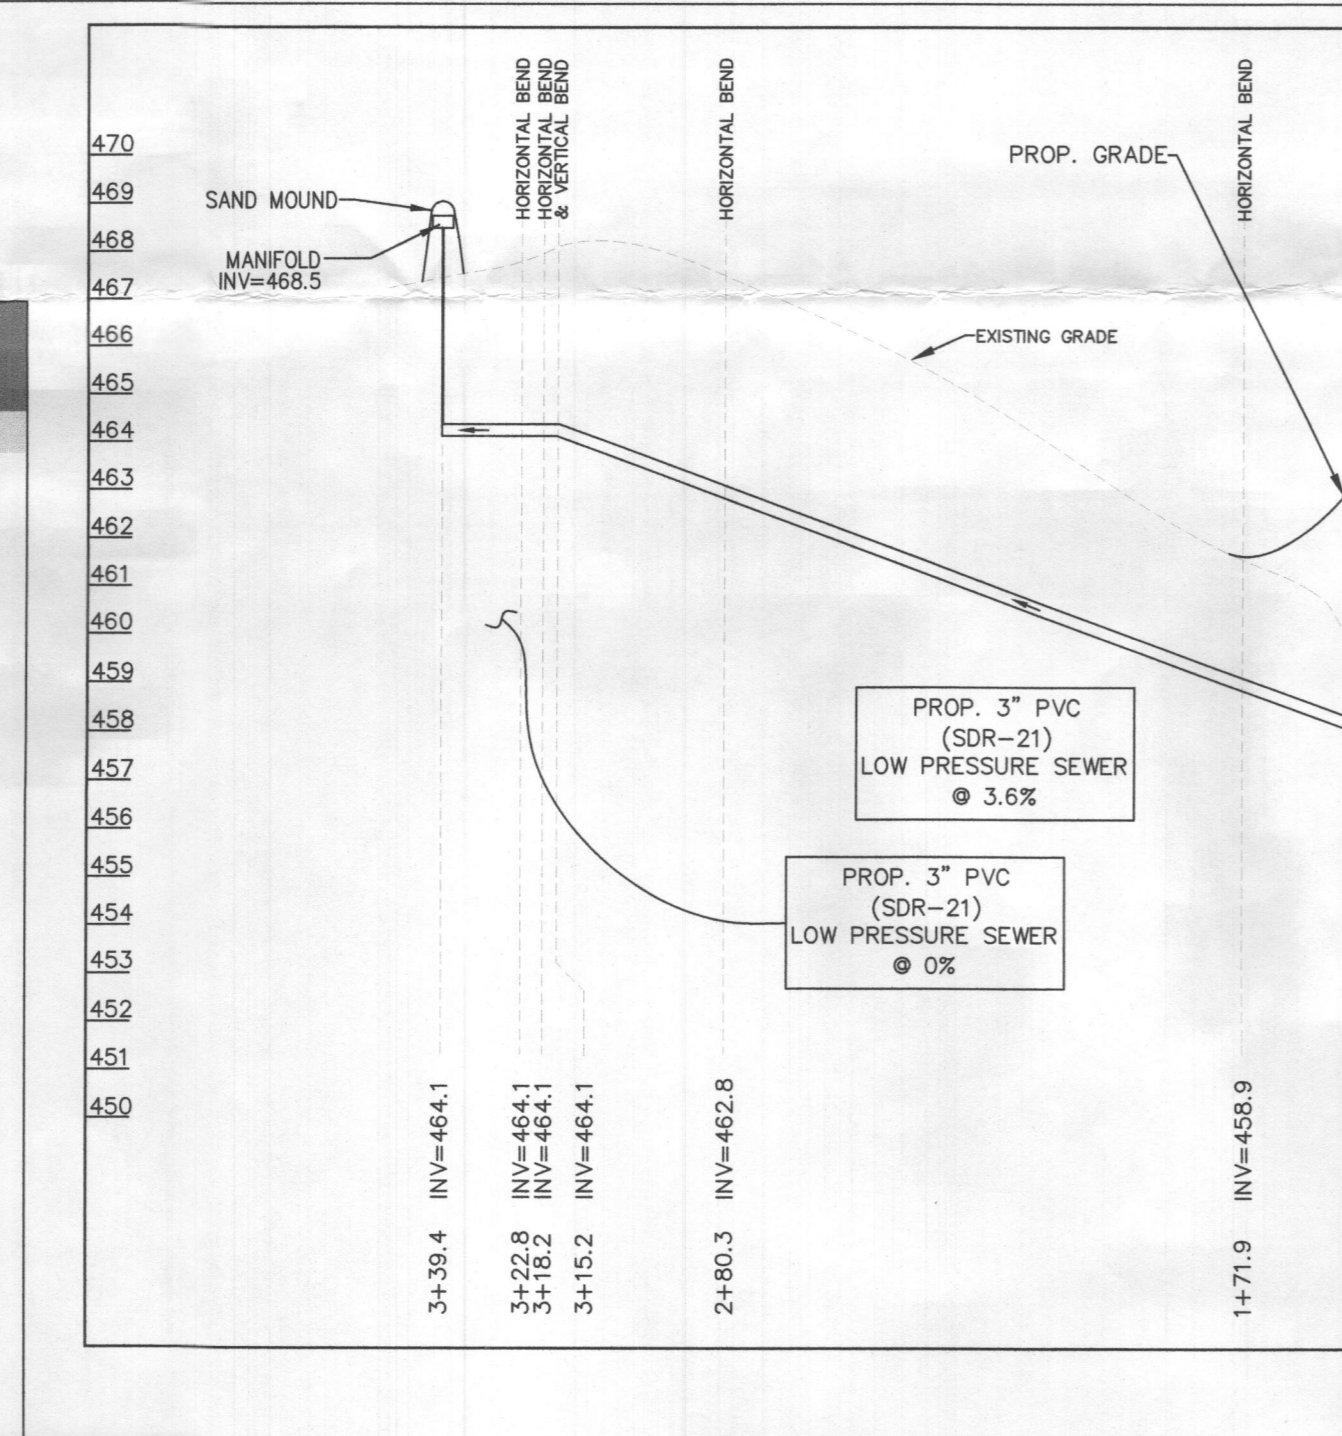 HORIZONTAL BEND
HORIZONTAL BEND
& VERTICAL BEND
HORIZONTAL BEND
HORIZONTAL BEND
PROP. GRADE
SAND MOUND
MANIFOLD
INV=468.5
EXISTING GRADE
470
469
468
467
466
465
464
463
462
461
460
459
458
457
456
455
454
453
452
451
450
PROP. 3" PVC
(SDR-21)
LOW PRESSURE SEWER
@ 3.6%
PROP. 3" PVC
(SDR-21)
LOW PRESSURE SEWER
@ 0%
3+39.4 INV=464.1
3+22.8 INV=464.1
3+18.2 INV=464.1
3+15.2 INV=464.1
2+80.3 INV=462.8
1+71.9 INV=458.9